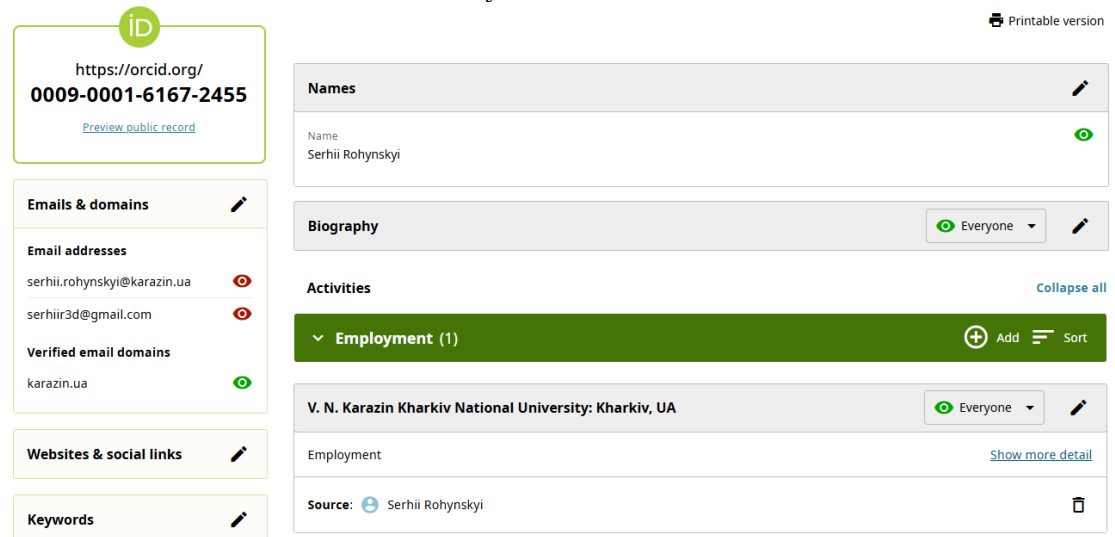 iD
Printable version
https://orcid.org/
0009-0001-6167-2455
Preview public record
Emails & domains
Email addresses
serhii.rohynskyi@karazin.ua
serhiir3d@gmail.com
Verified email domains
karazin.ua
Websites & social links
Keywords
Names
Name
Serhii Rohynskyi
Biography
Everyone
Activities
Collapse all
Employment (1)
Add
Sort
V. N. Karazin Kharkiv National University: Kharkiv, UA
Everyone
Employment
Show more detail
Source: Serhii Rohynskyi